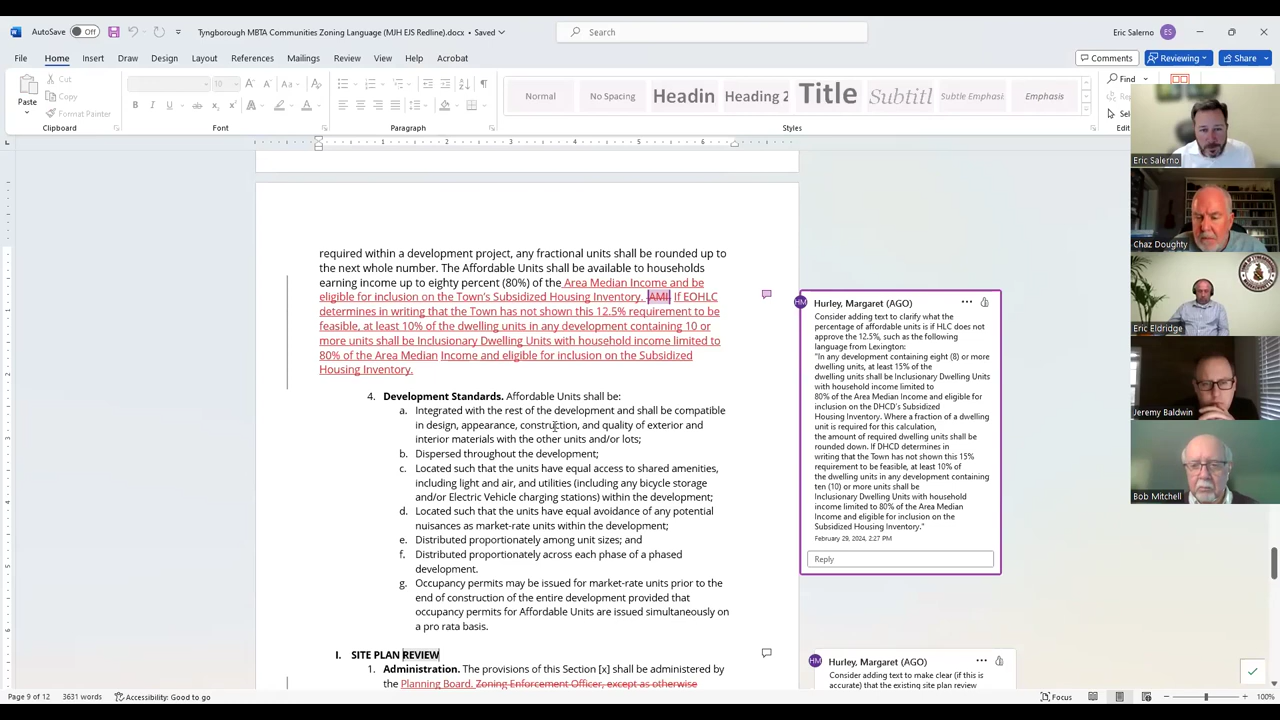 AutoSave Off
Tyngborough MBTA Communities Zoning Language (MJH EJS Redline).docx • Saved
Search
Eric Salerno ES
File Home Insert Draw Design Layout References Mailings Review View Help Acrobat
Comments Reviewing Share
Paste
Cut
Copy
Format Painter
Clipboard
10
Font
Paragraph
Normal
No Spacing
Headin
Heading 2
Title
Subtitl
Subtle Emphasi
Emphasis
Styles
Find
Eric Salerno
Chaz Doughty
Eric Eldridge
Jeremy Baldwin
Bob Mitchell
required within a development project, any fractional units shall be rounded up to
the next whole number. The Affordable Units shall be available to households
earning income up to eighty percent (80%) of the Area Median Income and be
eligible for inclusion on the Town's Subsidized Housing Inventory. AMI. If EOHLC
determines in writing that the Town has not shown this 12.5% requirement to be
feasible, at least 10% of the dwelling units in any development containing 10 or
more units shall be Inclusionary Dwelling Units with household income limited to
80% of the Area Median Income and eligible for inclusion on the Subsidized
Housing Inventory.
4. Development Standards. Affordable Units shall be:
a. Integrated with the rest of the development and shall be compatible
in design, appearance, construction, and quality of exterior and
interior materials with the other units and/or lots;
b. Dispersed throughout the development;
c. Located such that the units have equal access to shared amenities,
including light and air, and utilities (including any bicycle storage
and/or Electric Vehicle charging stations) within the development;
d. Located such that the units have equal avoidance of any potential
nuisances as market-rate units within the development;
e. Distributed proportionately among unit sizes; and
f. Distributed proportionately across each phase of a phased
development.
g. Occupancy permits may be issued for market-rate units prior to the
end of construction of the entire development provided that
occupancy permits for Affordable Units are issued simultaneously on
a pro rata basis.
I. SITE PLAN REVIEW
1. Administration. The provisions of this Section [x] shall be administered by
the Planning Board. Zoning Enforcement Officer, except as otherwise
HM Hurley, Margaret (AGO)
Consider adding text to clarify what the
percentage of affordable units is if HLC does not
approve the 12.5%, such as the following
language from Lexington:
"In any development containing eight (8) or more
dwelling units, at least 15% of the
dwelling units shall be Inclusionary Dwelling Units
with household income limited to
80% of the Area Median Income and eligible for
inclusion on the DHCD's Subsidized
Housing Inventory. Where a fraction of a dwelling
unit is required for this calculation,
the amount of required dwelling units shall be
rounded down. If DHCD determines in
writing that the Town has not shown this 15%
requirement to be feasible, at least 10% of
the dwelling units in any development containing
ten (10) or more units shall be
Inclusionary Dwelling Units with household
income limited to 80% of the Area Median
Income and eligible for inclusion on the
Subsidized Housing Inventory."
February 29, 2024, 2:27 PM
Reply
HM Hurley, Margaret (AGO)
Consider adding text to make clear (if this is
accurate) that the existing site plan review
Page 9 of 12 3631 words Accessibility: Good to go
Focus
100%